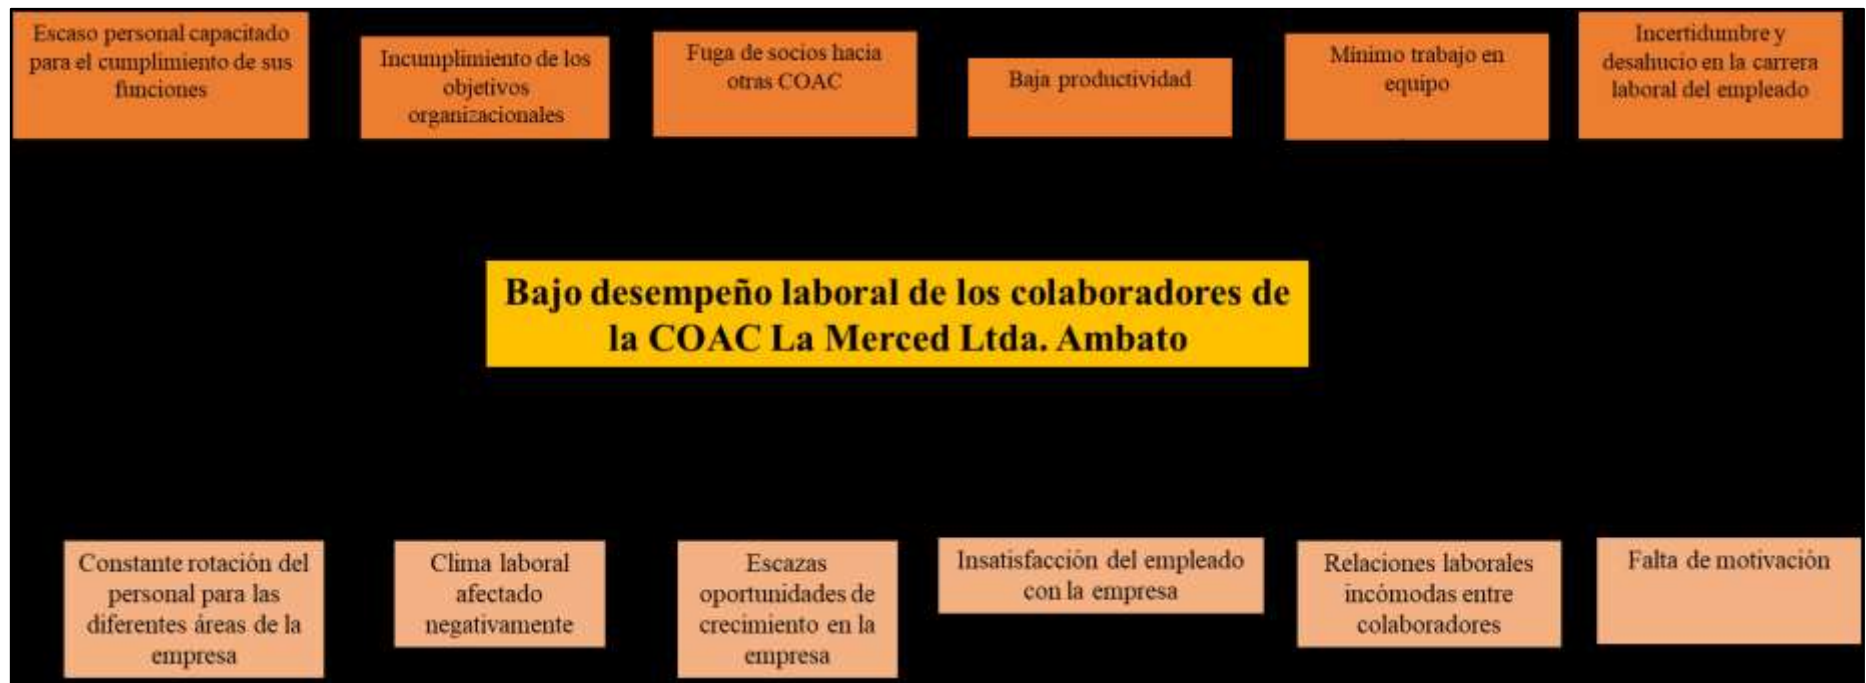 Escaso personal capacitado
para el cumplimiento de sus
funciones
Incumplimiento de los
objetivos
organizacionales
Fuga de socios hacia
otras COAC
Baja productividad
Mínimo trabajo en
equipo
Incertidumbre y
desahucio en la carrera
laboral del empleado
Bajo desempeño laboral de los colaboradores de
la COAC La Merced Ltda. Ambato
Constante rotación del
personal para las
diferentes áreas de la
empresa
Clima laboral
afectado
negativamente
Escazas
oportunidades de
crecimiento en la
empresa
Insatisfacción del empleado
con la empresa
Relaciones laborales
incómodas entre
colaboradores
Falta de motivación